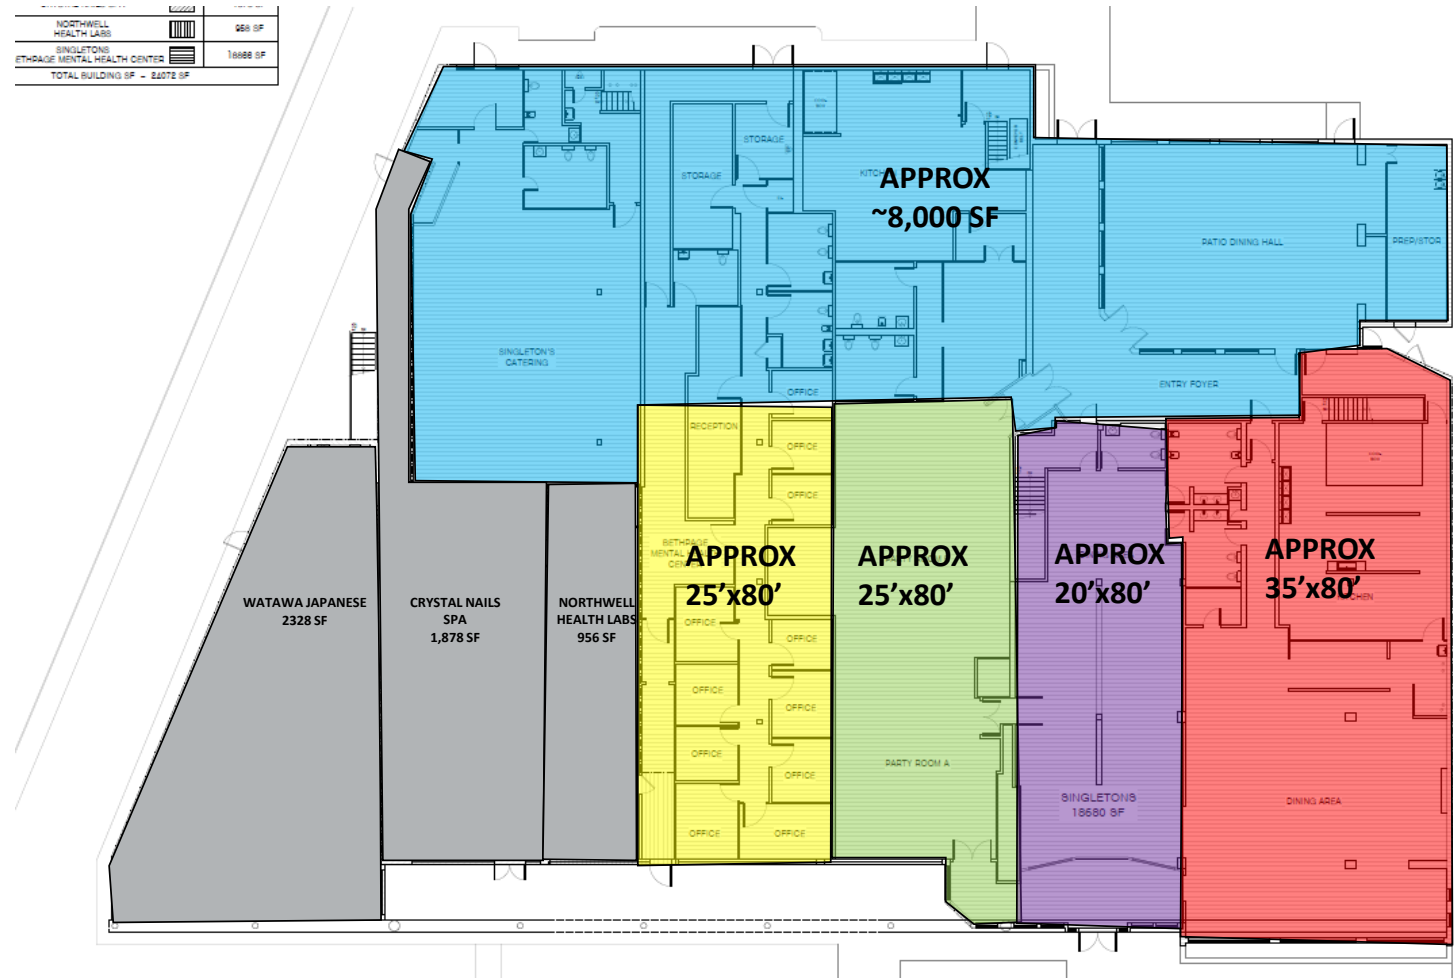 NORTHWELL
HEALTH LABS
958 SF
SINGLETONS
ETHPAGE MENTAL HEALTH CENTER
18866 SF
TOTAL BUILDING SF - 24072 SF
STORAGE
STORAGE
APPROX
~8,000 SF
PATIO DINING HALL
PREP/STOR
SINGLETON'S
CATERING
OFFICE
ENTRY FOYER
RECEPTION
OFFICE
OFFICE
BETHPAGE
MENTAL
APPROX
25'x80'
APPROX
25'x80'
APPROX
20'x80'
APPROX
35'x80'
WATAWA JAPANESE
2328 SF
CRYSTAL NAILS
SPA
1,878 SF
NORTHWELL
HEALTH LABS
956 SF
OFFICE
OFFICE
OFFICE
OFFICE
OFFICE
OFFICE
OFFICE
OFFICE
PARTY ROOM A
SINGLETONS
18680 SF
DINING AREA